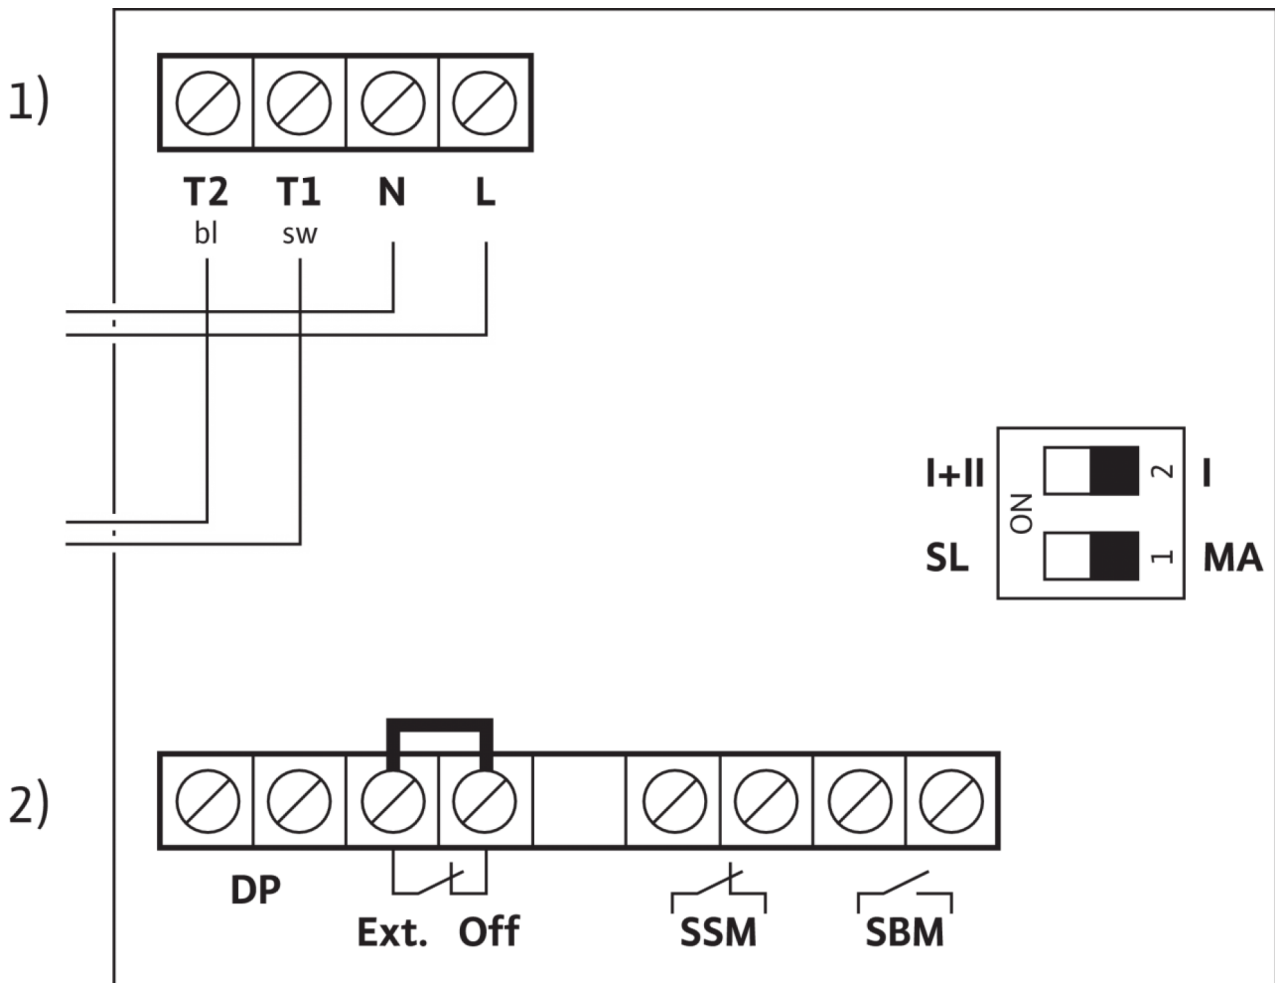 1)
T2 T1 N L
bl sw
I+II ON 2 I
SL 1 MA
2)
DP
Ext. Off SSM SBM